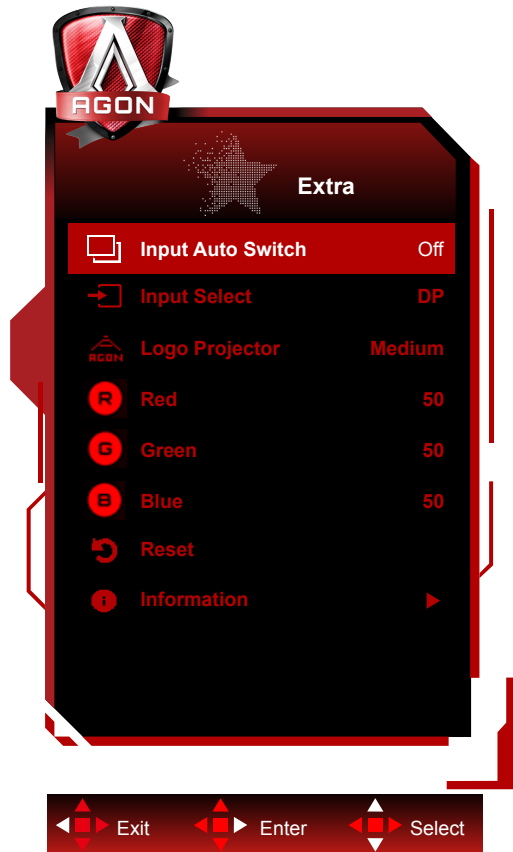 AGON
Extra
Input Auto Switch Off
Input Select DP
AGON Logo Projector Medium
R Red 50
G Green 50
B Blue 50
Reset
i Information
Exit Enter Select